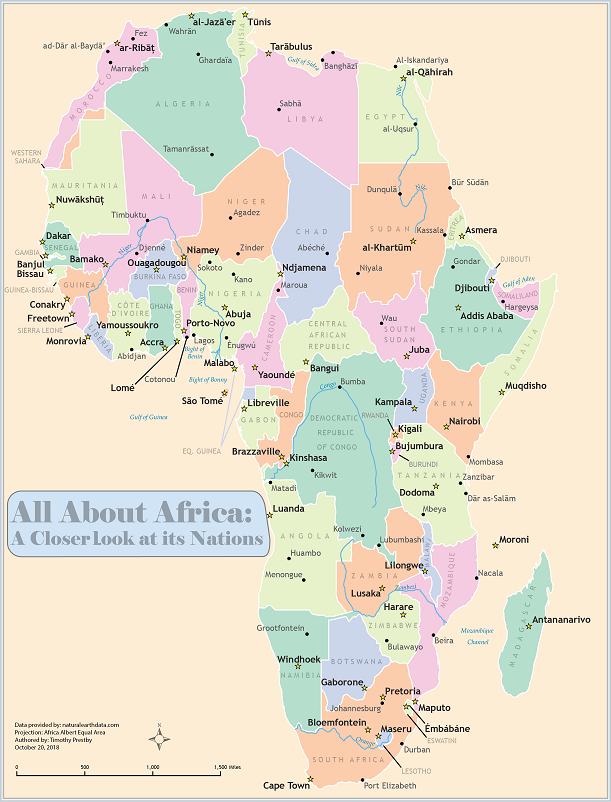 al-Jazā'er
Tūnis
Wahrān
Fez
ad-Dār al-Baydā'
ar-Ribāṭ
Ghardaïa
Marrakesh
TUNISIA
Tarābulus
Gulf of Sidra
Banghāzī
Al-Iskandariya
al-Qāhirah
Nile
MOROCCO
ALGERIA
Sabhā
LIBYA
EGYPT
al-Uqsur
WESTERN
SAHARA
Tamanrāssat
MAURITANIA
Nuwākshūṭ
MALI
NIGER
Agadez
CHAD
Dunqulā
Nile
Būr Sūdān
SUDAN
Kassala
ERITREA
Asmera
Timbuktu
Dakar
SENEGAL
GAMBIA
Banjul
Bissau
GUINEA-BISSAU
Bamako
Niger
Djenné
Ouagadougou
BURKINA FASO
Niamey
Zinder
Sokoto
Kano
Abéché
al-Kharṭūm
Niyala
Gondar
DJIBOUTI
Djibouti
Gulf of Aden
Ndjamena
Maroua
GUINEA
Conakry
Freetown
SIERRA LEONE
Monrovia
LIBERIA
CÔTE
D'IVOIRE
Yamoussoukro
Abidjan
GHANA
Accra
TOGO
BENIN
Porto-Novo
Lagos
Bight of
Benin
Niger
NIGERIA
Abuja
Enugwú
Cotonou
Lomé
Malabo
Bight of Bonny
CAMEROON
Yaoundé
CENTRAL
AFRICAN
REPUBLIC
Bangui
Wau
SOUTH
SUDAN
Juba
Addis Ababa
ETHIOPIA
SOMALILAND
Hargeysa
SOMALIA
Muqdisho
São Tomé
Gulf of Guinea
EQ. GUINEA
Libreville
GABON
CONGO
Congo
Bumba
DEMOCRATIC
REPUBLIC
OF CONGO
Kampala
UGANDA
KENYA
Nairobi
RWANDA
Kigali
Bujumbura
BURUNDI
Brazzaville
Kinshasa
Kikwit
Matadi
TANZANIA
Mombasa
Zanzibar
Dodoma
Dār as-Salām
Mbeya
All About Africa:
A Closer Look at its Nations
Luanda
ANGOLA
Kolwezi
Lubumbashi
Huambo
Menongue
ZAMBIA
Lusaka
Lilongwe
MALAWI
Zambezi
MOZAMBIQUE
Nacala
Moroni
Harare
ZIMBABWE
Bulawayo
Beira
Mozambique
Channel
MADAGASCAR
Antananarivo
Grootfontein
Windhoek
NAMIBIA
BOTSWANA
Gaborone
Pretoria
Johannesburg
Maputo
Èmbábáne
ESWATINI
Bloemfontein
Maseru
Orange
Durban
LESOTHO
SOUTH AFRICA
Cape Town
Port Elizabeth
Data provided by: naturalearthdata.com
Projection: Africa Albert Equal Area
Authored by: Timothy Prestby
October 20, 2018
N
0
500
1,000
1,500 Miles